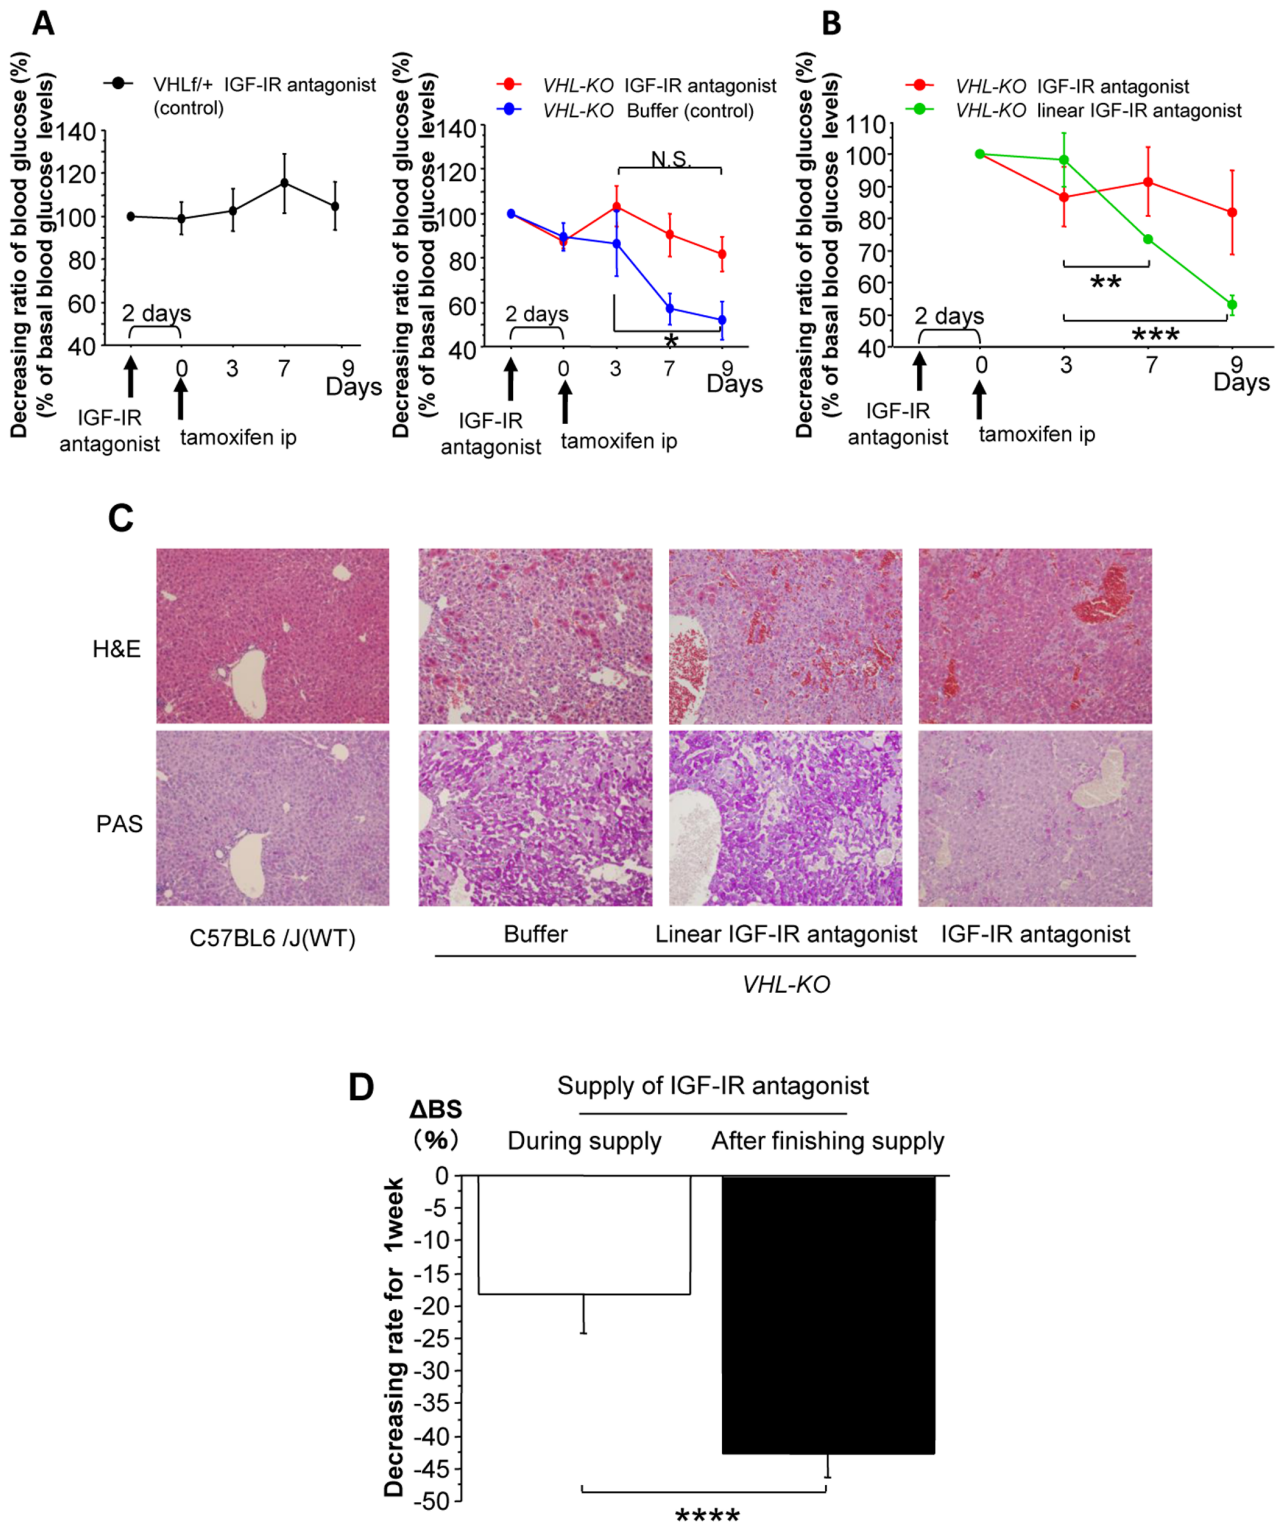 A
Decreasing ratio of blood glucose (%)
(% of basal blood glucose levels)
VHLf/+ IGF-IR antagonist
(control)
140
120
100
80
60
40
2 days
0
3
7
9
Days
IGF-IR
antagonist
tamoxifen ip
Decreasing ratio of blood glucose (%)
(% of basal blood glucose levels)
VHL-KO IGF-IR antagonist
VHL-KO Buffer (control)
140
120
100
80
60
40
N.S.
2 days
*
0
3
7
9
Days
IGF-IR
antagonist
tamoxifen ip
B
Decreasing ratio of blood glucose (%)
(% of basal blood glucose levels)
VHL-KO IGF-IR antagonist
VHL-KO linear IGF-IR antagonist
110
100
90
80
70
60
50
40
**
***
2 days
0
3
7
9
Days
IGF-IR
antagonist
tamoxifen ip
C
H&E
PAS
C57BL6 /J(WT)
Buffer
Linear IGF-IR antagonist
IGF-IR antagonist
VHL-KO
D
Supply of IGF-IR antagonist
ΔBS
(%)
During supply
After finishing supply
Decreasing rate for 1week
0
-5
-10
-15
-20
-25
-30
-35
-40
-45
-50
****